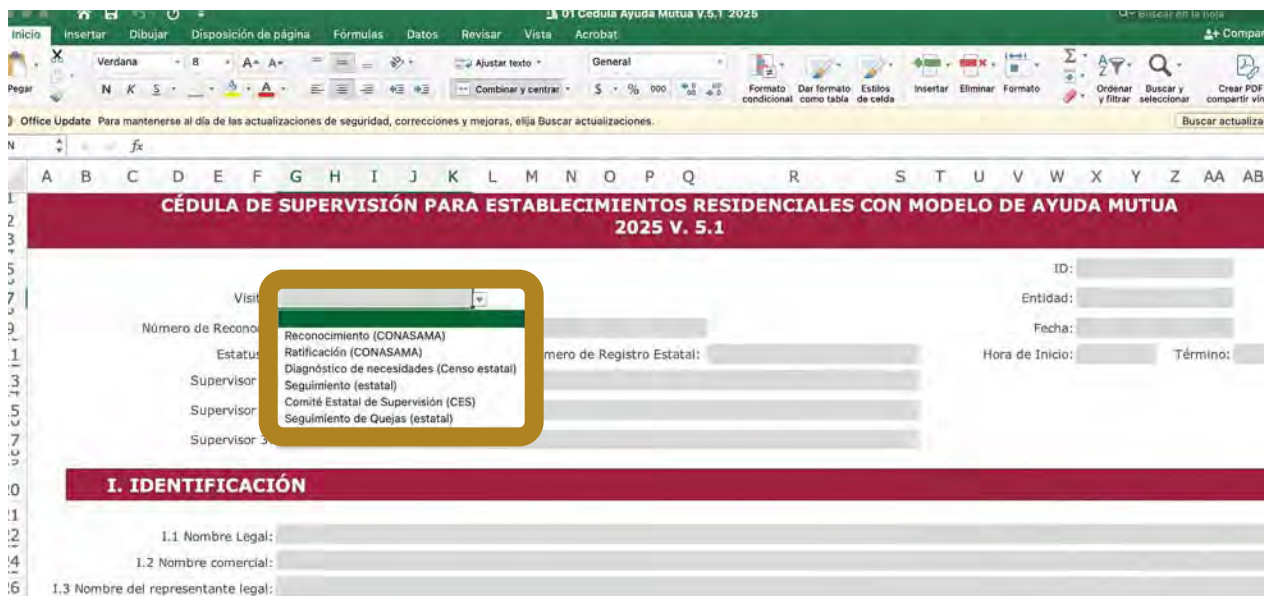 01 Cedula Ayuda Mutua V.5.1 2025
Buscar en la hoja
Inicio Insertar Dibujar Disposición de página Fórmulas Datos Revisar Vista Acrobat
Verdana 8 A A Ajustar texto General
Pegar N K S Combinar y centrar $ % 000 Formato condicional Dar formato como tabla Estilos de celda Insertar Eliminar Formato Ordenar y filtrar Buscar y seleccionar Crear PDF
Office Update Para mantenerse al día de las actualizaciones de seguridad, correcciones y mejoras, elija Buscar actualizaciones.
fx
A B C D E F G H I J K L M N O P Q R S T U V W X Y Z AA AB
CÉDULA DE SUPERVISIÓN PARA ESTABLECIMIENTOS RESIDENCIALES CON MODELO DE AYUDA MUTUA
2025 V. 5.1
ID:
Visit
Entidad:
Número de Recono
Fecha:
Estatus
mero de Registro Estatal:
Hora de Inicio:
Término:
Supervisor
Supervisor
Supervisor 3
Reconocimiento (CONASAMA)
Ratificación (CONASAMA)
Diagnóstico de necesidades (Censo estatal)
Seguimiento (estatal)
Comité Estatal de Supervisión (CES)
Seguimiento de Quejas (estatal)
I. IDENTIFICACIÓN
I.1 Nombre Legal:
I.2 Nombre comercial:
I.3 Nombre del representante legal: